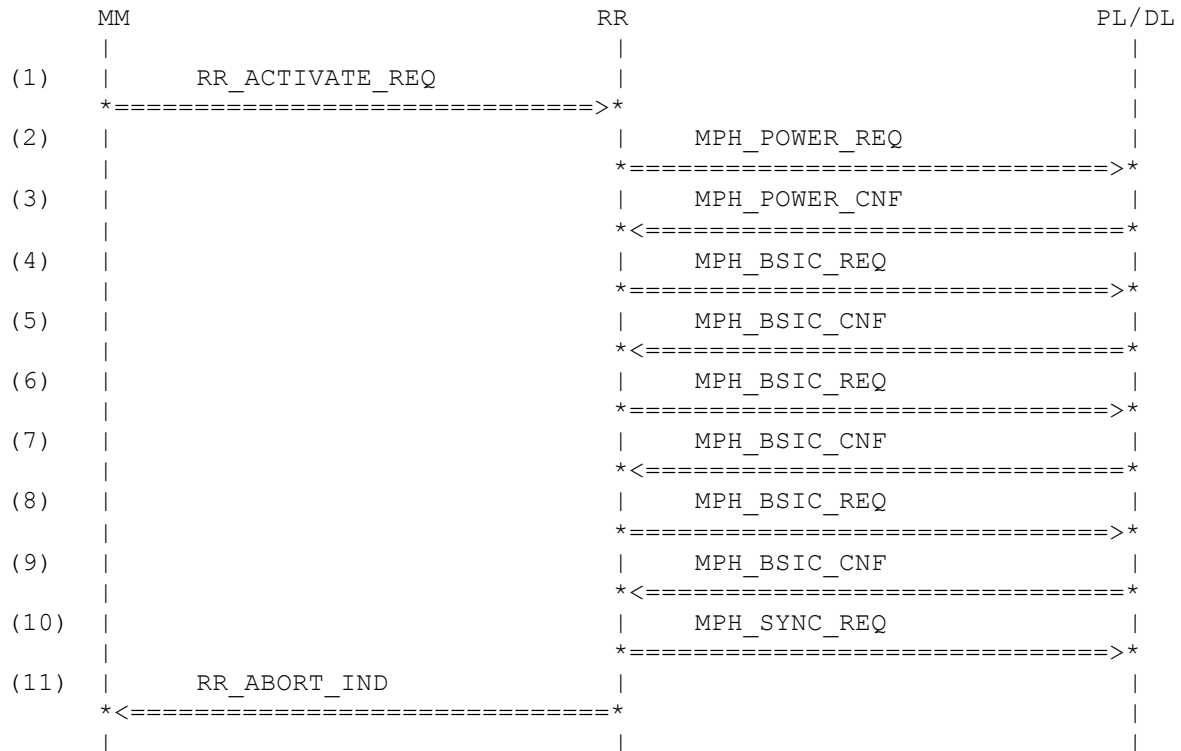 MM RR PL/DL
(1) RR_ACTIVATE_REQ
(2) MPH_POWER_REQ
(3) MPH_POWER_CNF
(4) MPH_BSIC_REQ
(5) MPH_BSIC_CNF
(6) MPH_BSIC_REQ
(7) MPH_BSIC_CNF
(8) MPH_BSIC_REQ
(9) MPH_BSIC_CNF
(10) MPH_SYNC_REQ
(11) RR_ABORT_IND